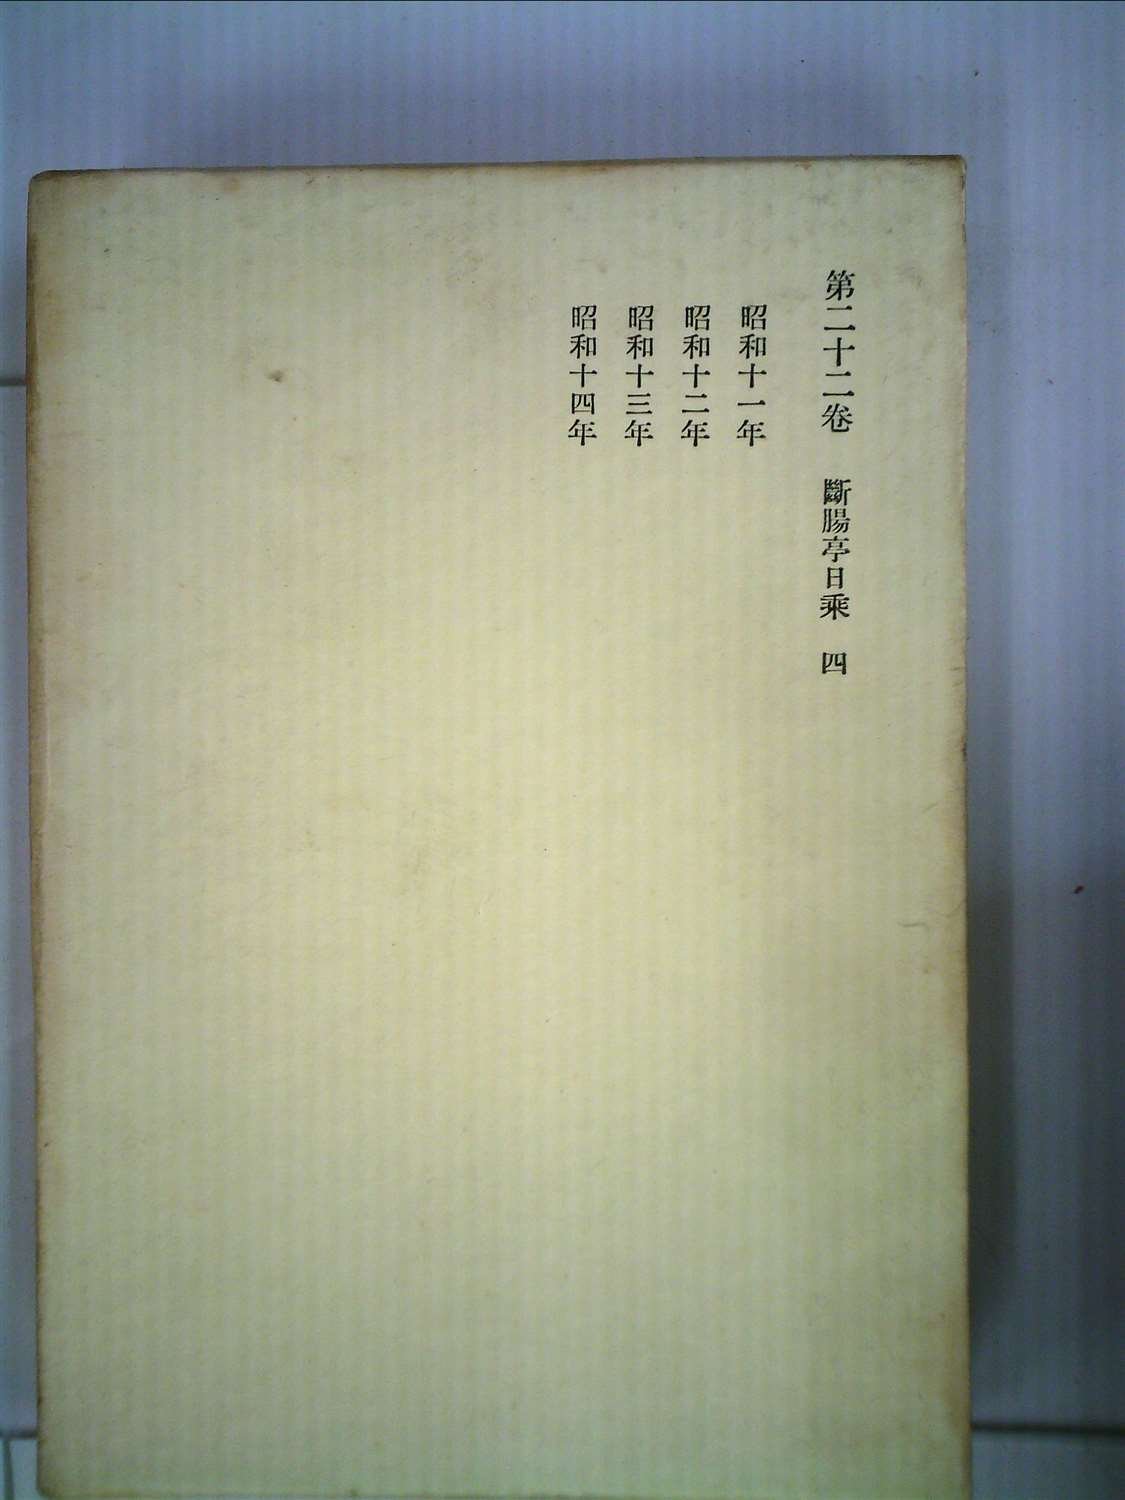 第二十二卷　斷腸亭日乘　四
昭和十一年
昭和十二年
昭和十三年
昭和十四年